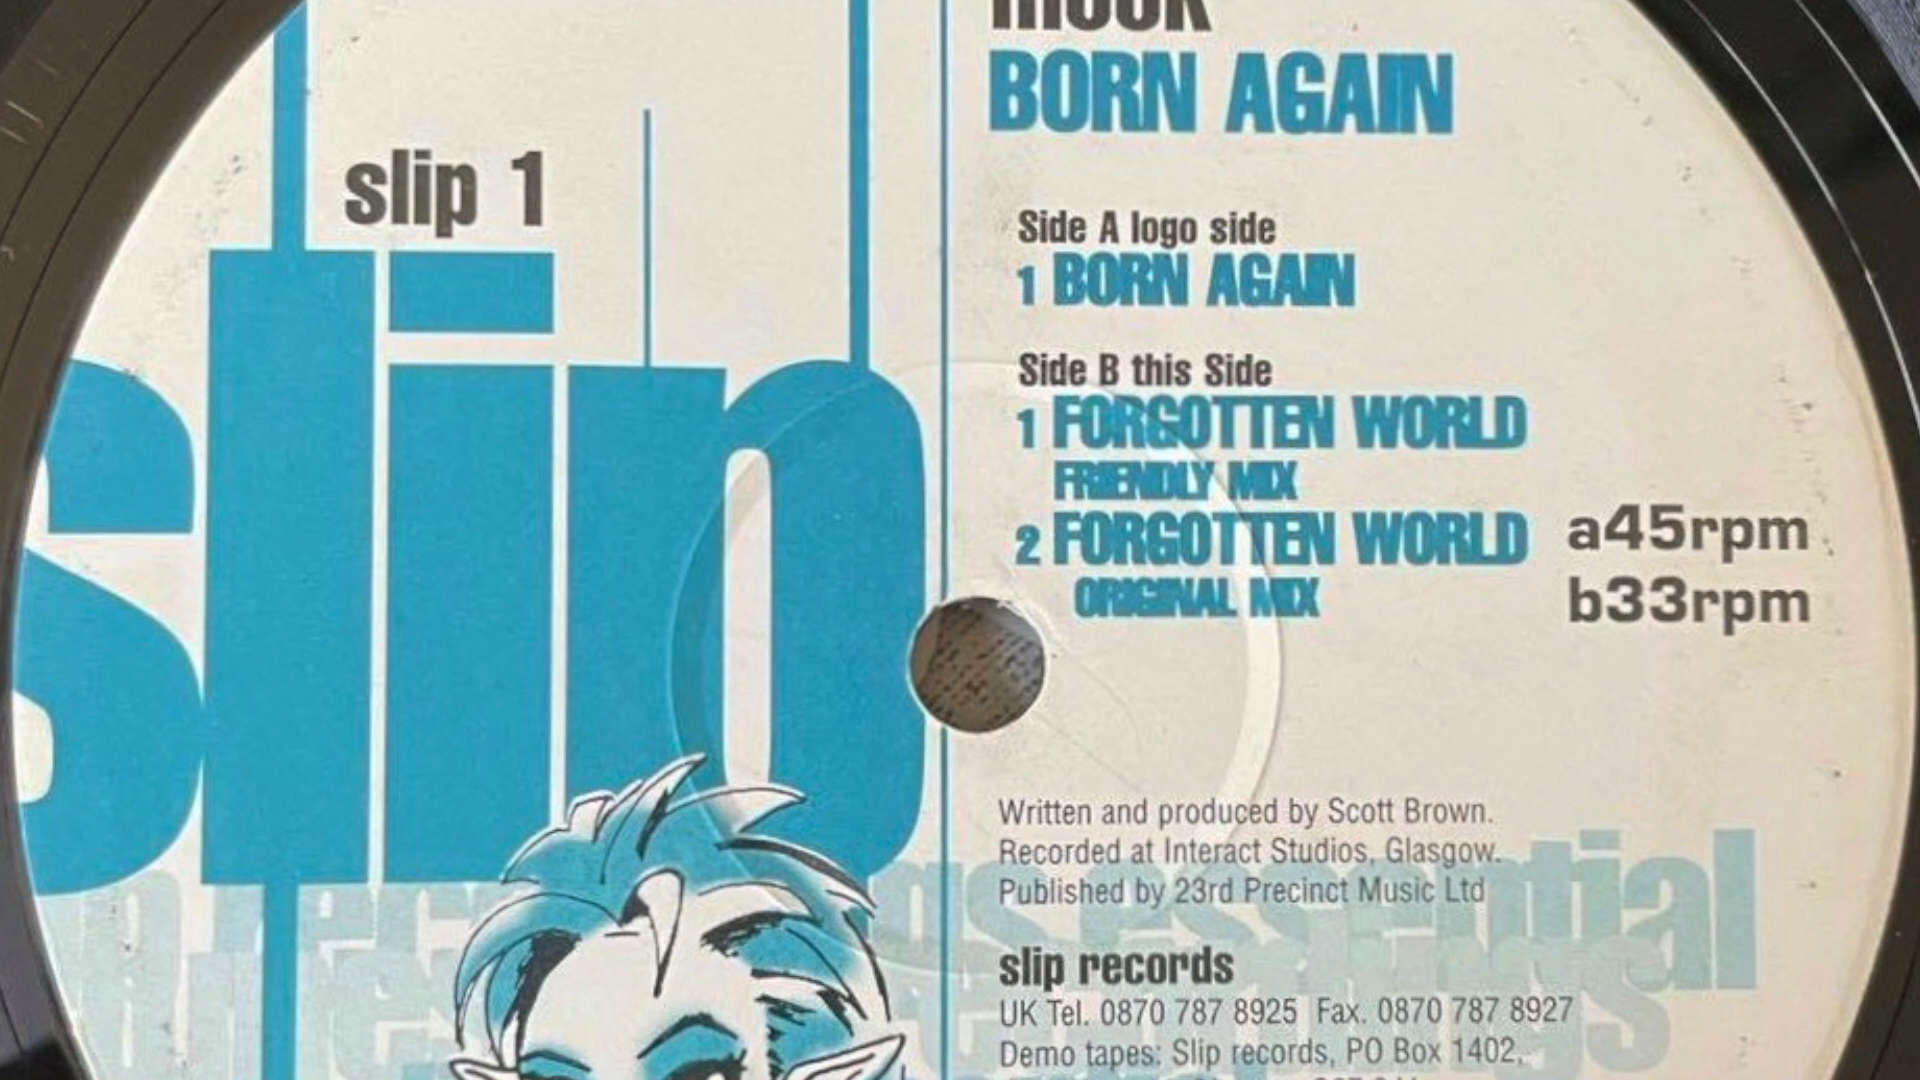 BORN AGAIN
slip 1
slip
Side A logo side
1 BORN AGAIN
Side B this Side
1 FORGOTTEN WORLD
FRIENDLY MIX
2 FORGOTTEN WORLD
ORIGINAL MIX
a45rpm
b33rpm
Written and produced by Scott Brown.
Recorded at Interact Studios, Glasgow.
Published by 23rd Precinct Music Ltd
essential
slip records
UK Tel. 0870 787 8925 Fax. 0870 787 8927
Demo tapes: Slip records, PO Box 1402,